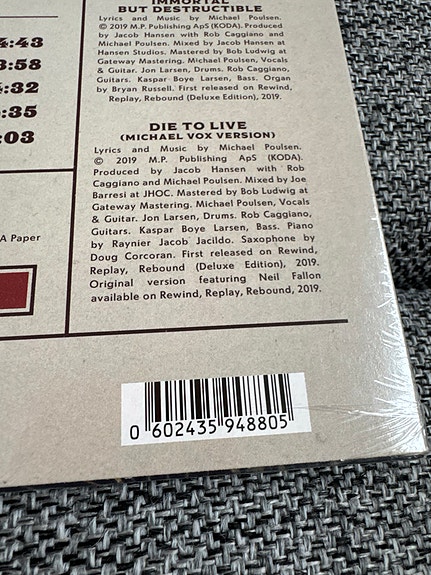 IMMORTAL
BUT DESTRUCTIBLE
Lyrics and Music by Michael Poulsen.
© 2019 M.P. Publishing ApS (KODA). Produced
by Jacob Hansen with Rob Caggiano and
Michael Poulsen. Mixed by Jacob Hansen at
Hansen Studios. Mastered by Bob Ludwig at
Gateway Mastering. Michael Poulsen, Vocals
& Guitar. Jon Larsen, Drums. Rob Caggiano,
Guitars. Kaspar Boye Larsen, Bass. Organ
by Bryan Russell. First released on Rewind,
Replay, Rebound (Deluxe Edition), 2019.
4:43
3:58
4:32
:35
:03
DIE TO LIVE
(MICHAEL VOX VERSION)
Lyrics and Music by Michael Poulsen.
© 2019 M.P. Publishing ApS (KODA).
Produced by Jacob Hansen with Rob
Caggiano and Michael Poulsen. Mixed by Joe
Barresi at JHOC. Mastered by Bob Ludwig at
Gateway Mastering. Michael Poulsen, Vocals
& Guitar. Jon Larsen, Drums. Rob Caggiano,
Guitars. Kaspar Boye Larsen, Bass. Piano
by Raynier Jacob Jacildo. Saxophone by
Doug Corcoran. First released on Rewind,
Replay, Rebound (Deluxe Edition), 2019.
Original version featuring Neil Fallon
available on Rewind, Replay, Rebound, 2019.
A Paper
0 602435 948805